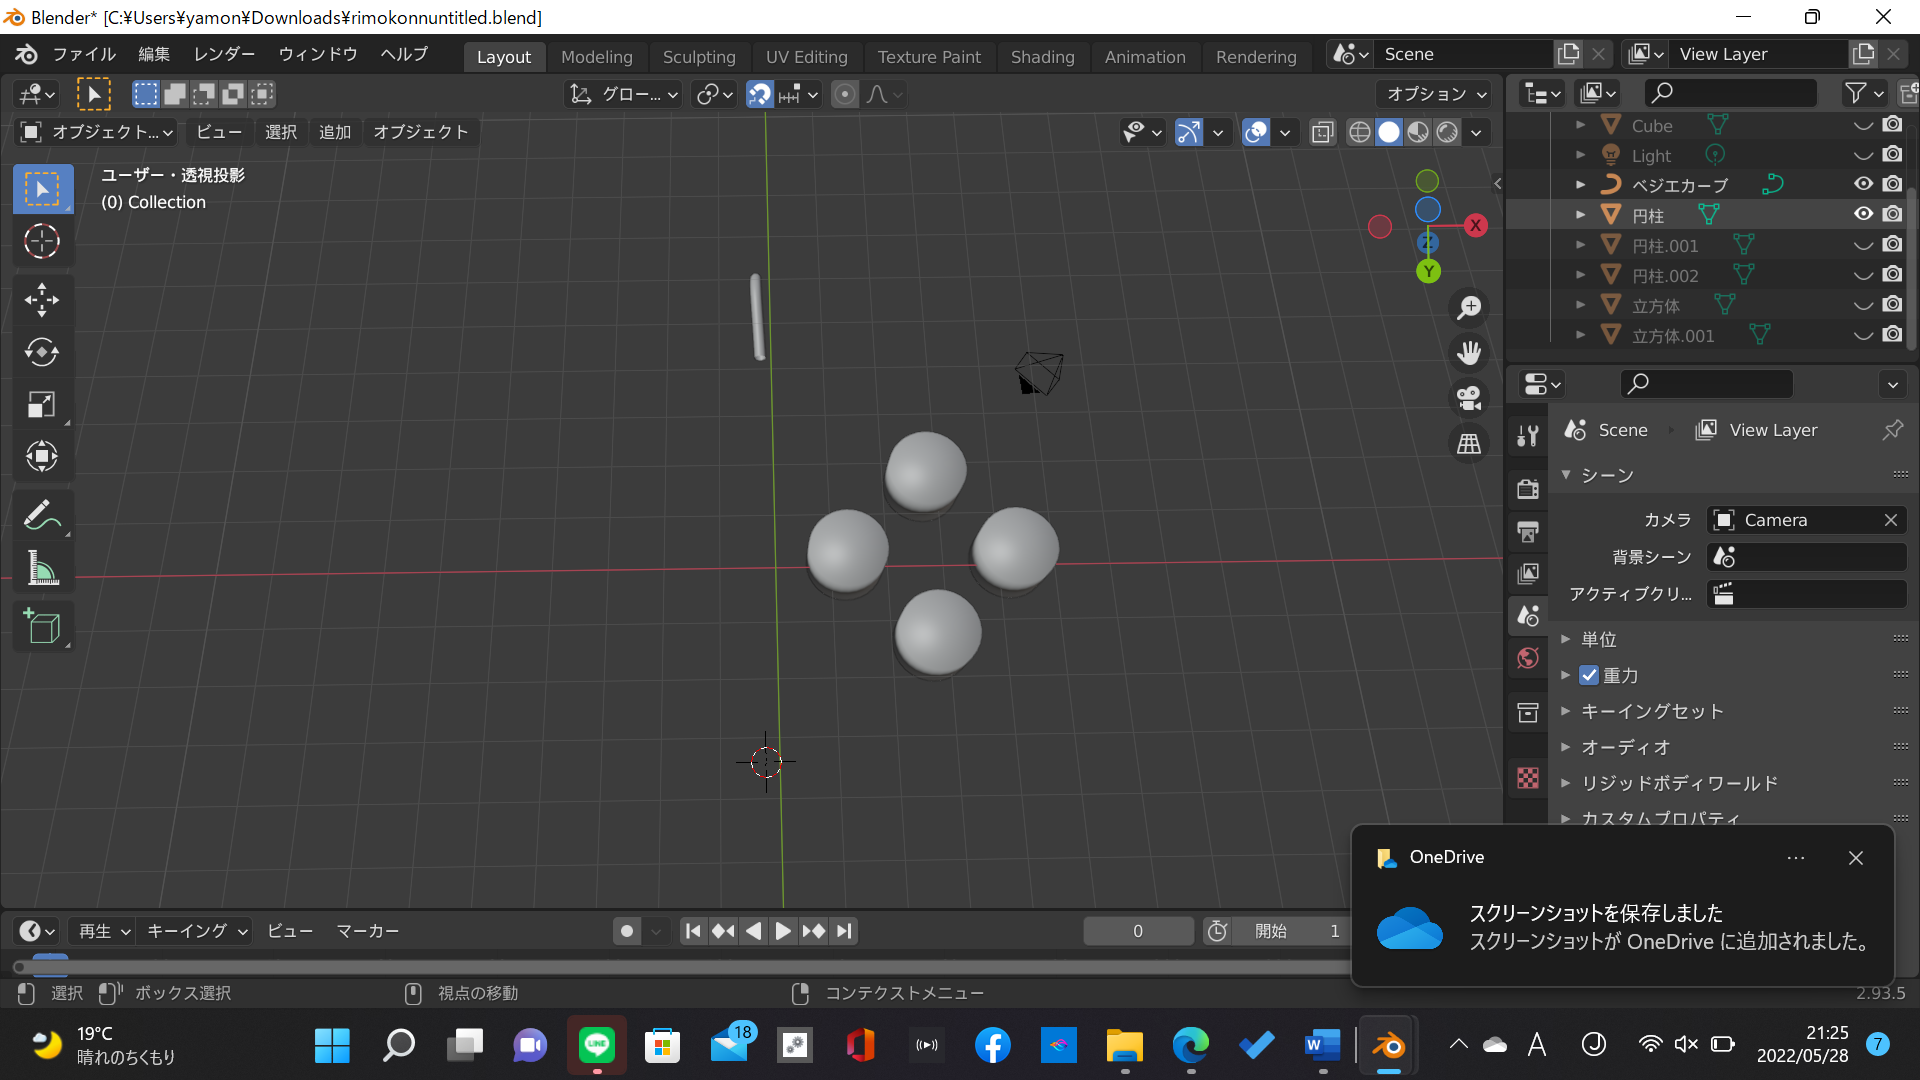 Blender* [C:¥Users¥yamon¥Downloads¥rimokonnuntitled.blend]
ファイル 編集 レンダー ウィンドウ ヘルプ Layout Modeling Sculpting UV Editing Texture Paint Shading Animation Rendering Scene View Layer
グロー... オプション
オブジェクト... ビュー 選択 追加 オブジェクト
ユーザー・透視投影
(0) Collection
X
Z
Y
Cube
Light
ベジエカーブ
円柱
円柱.001
円柱.002
立方体
立方体.001
Scene View Layer
シーン
カメラ Camera
背景シーン
アクティブクリ...
単位
重力
キーイングセット
オーディオ
リジッドボディワールド
カスタムプロパティ
OneDrive
スクリーンショットを保存しました
スクリーンショットが OneDrive に追加されました。
再生 キーイング ビュー マーカー 0 開始 1
選択 ボックス選択 視点の移動 コンテクストメニュー 2.93.5
19°C
晴れのちくもり
LINE
18
W
A
J
21:25
2022/05/28
7